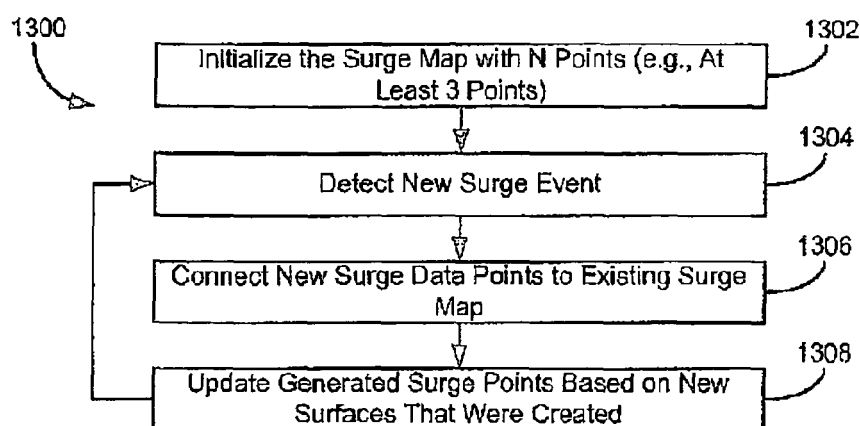 1300
1302
Initialize the Surge Map with N Points (e.g., At
Least 3 Points)
1304
Detect New Surge Event
1306
Connect New Surge Data Points to Existing Surge
Map
1308
Update Generated Surge Points Based on New
Surfaces That Were Created